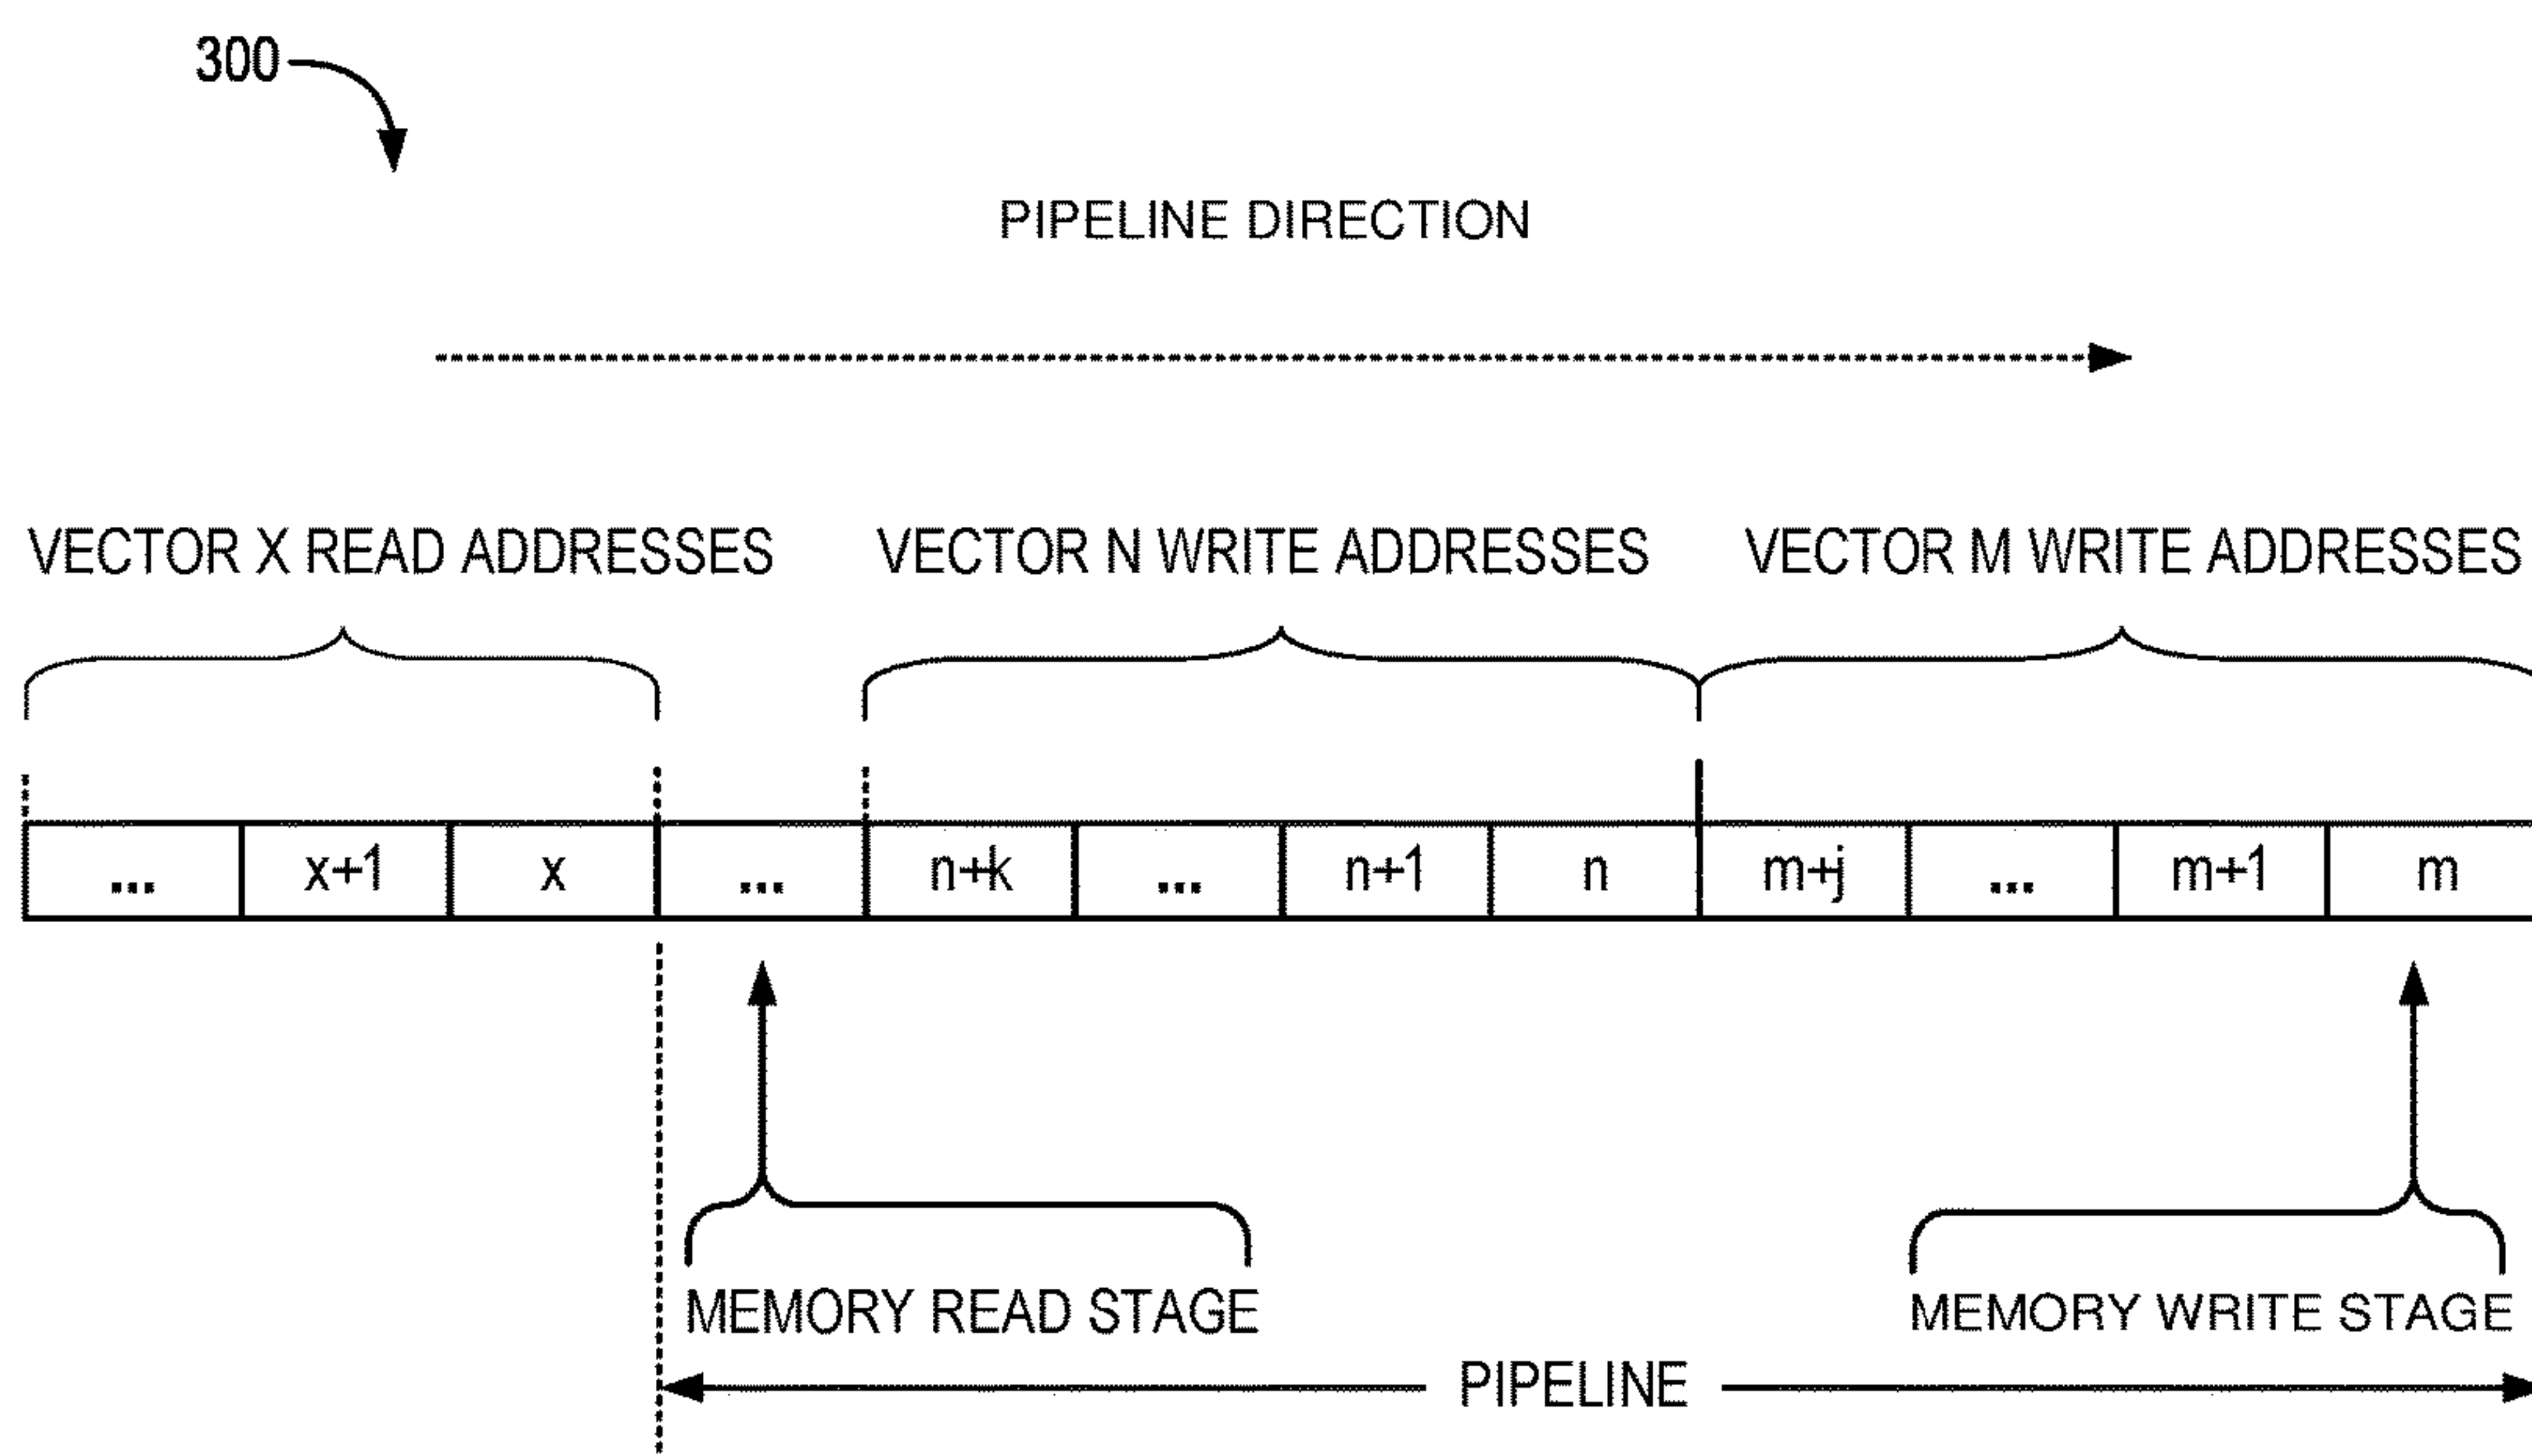 300
PIPELINE DIRECTION
VECTOR X READ ADDRESSES VECTOR N WRITE ADDRESSES VECTOR M WRITE ADDRESSES
... x+1 x ... n+k ... n+1 n m+j ... m+1 m
MEMORY READ STAGE MEMORY WRITE STAGE
PIPELINE